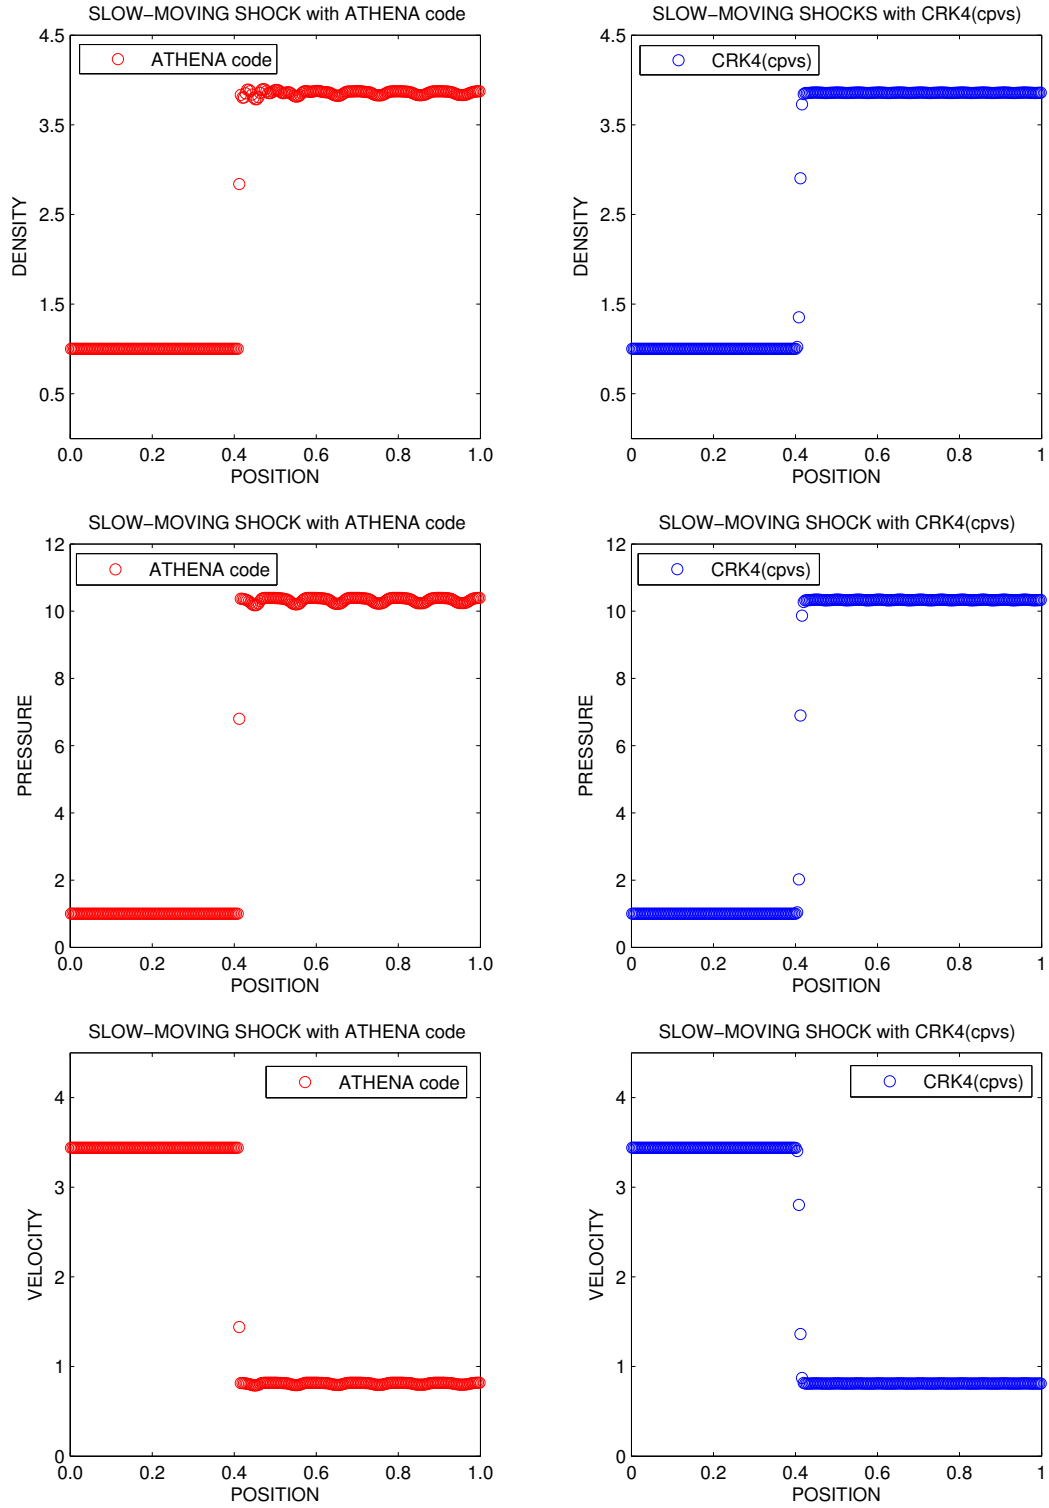 SLOW−MOVING SHOCK with ATHENA code
ATHENA code
4.5
3.5
2.5
1.5
0.5
DENSITY
0.0 0.2 0.4 0.6 0.8 1.0
POSITION
SLOW−MOVING SHOCKS with CRK4(cpvs)
CRK4(cpvs)
4.5
3.5
2.5
1.5
0.5
DENSITY
0 0.2 0.4 0.6 0.8 1
POSITION
SLOW−MOVING SHOCK with ATHENA code
ATHENA code
12
10
8
6
4
2
0
PRESSURE
0.0 0.2 0.4 0.6 0.8 1.0
POSITION
SLOW−MOVING SHOCK with CRK4(cpvs)
CRK4(cpvs)
12
10
8
6
4
2
0
PRESSURE
0 0.2 0.4 0.6 0.8 1
POSITION
SLOW−MOVING SHOCK with ATHENA code
ATHENA code
4
3
2
1
0
VELOCITY
0.0 0.2 0.4 0.6 0.8 1.0
POSITION
SLOW−MOVING SHOCK with CRK4(cpvs)
CRK4(cpvs)
4
3
2
1
0
VELOCITY
0 0.2 0.4 0.6 0.8 1
POSITION